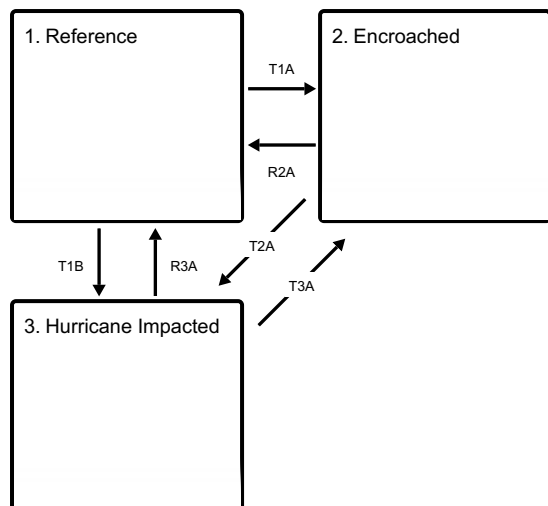 1. Reference
2. Encroached
T1A
R2A
T1B
R3A
T2A
T3A
3. Hurricane Impacted